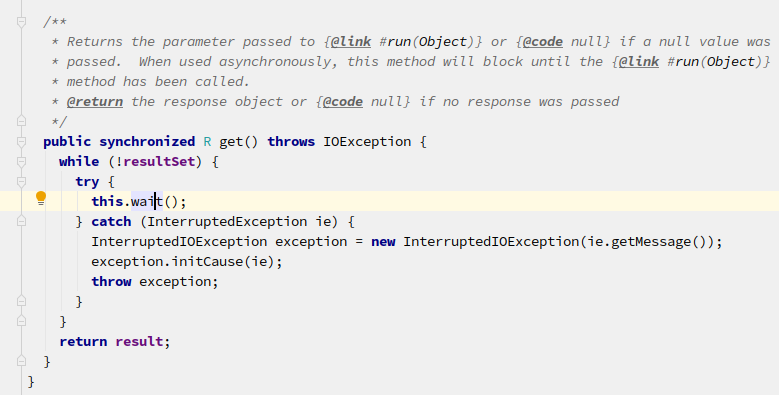 /**
 * Returns the parameter passed to {@link #run(Object)} or {@code null} if a null value was
 * passed.  When used asynchronously, this method will block until the {@link #run(Object)}
 * method has been called.
 * @return the response object or {@code null} if no response was passed
 */
public synchronized R get() throws IOException {
  while (!resultSet) {
    try {
      this.wait();
    } catch (InterruptedException ie) {
      InterruptedIOException exception = new InterruptedIOException(ie.getMessage());
      exception.initCause(ie);
      throw exception;
    }
  }
  return result;
}
}